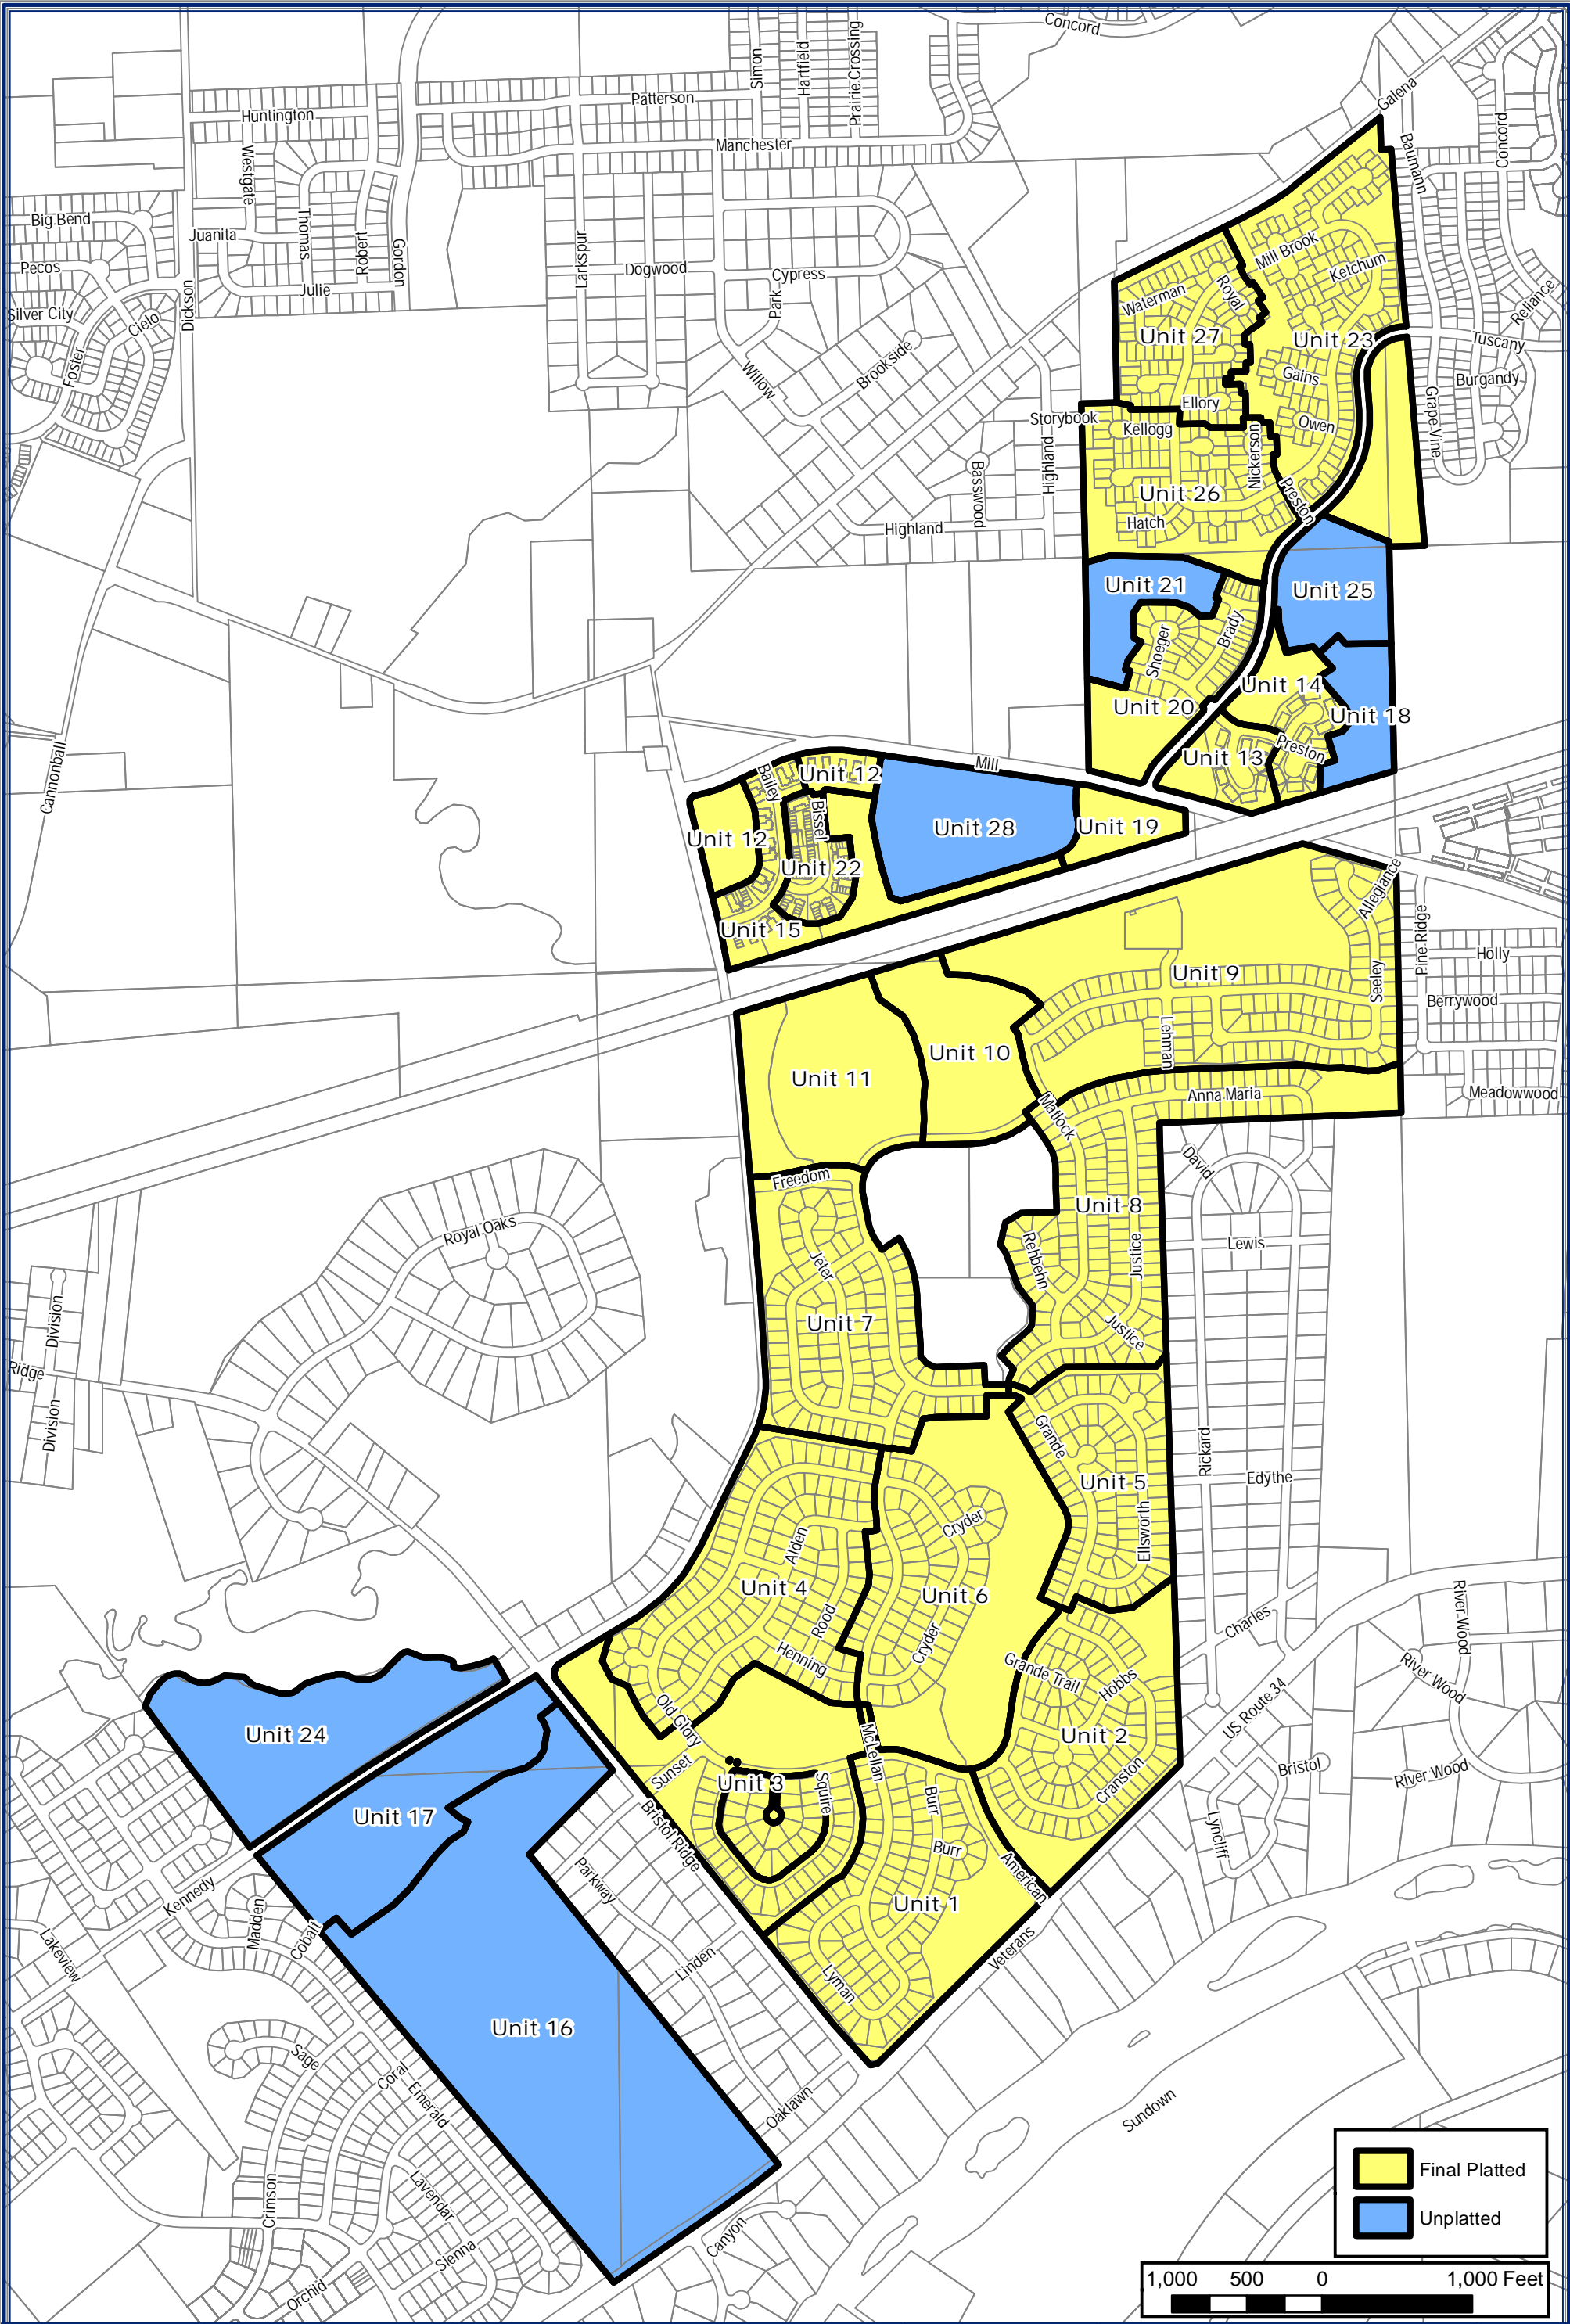 Concord
Galena
Simon
Hartfield
Prairie Crossing
Patterson
Huntington
Manchester
Westgate
Baumann
Concord
Big Bend
Juanita
Thomas
Robert
Gordon
Larkspur
Dogwood
Cypress
Park
Pecos
Silver City
Cielo
Dickson
Julie
Foster
Mill Brook
Ketchum
Waterman
Royal
Unit 27
Unit 23
Reliance
Tuscany
Burgandy
Grape Vine
Willow
Brookside
Gains
Ellory
Owen
Storybook
Kellogg
Nickerson
Highland
Basswood
Unit 26
Preston
Hatch
Highland
Unit 21
Unit 25
Shoeger
Brady
Unit 14
Unit 20
Unit 18
Preston
Unit 13
Cannonball
Mill
Bailey
Unit 12
Bissel
Unit 28
Unit 19
Unit 12
Unit 22
Unit 15
Allegiance
Pine Ridge
Holly
Berrywood
Meadowwood
Unit 9
Seeley
Lehman
Unit 10
Unit 11
Anna Maria
Matlock
David
Freedom
Unit 8
Royal Oaks
Lewis
Rehbehn
Justice
Jeter
Unit 7
Justice
Division
Ridge
Division
Grande
Rickard
Edythe
Unit 5
Ellsworth
Cryder
Alden
Unit 4
Unit 6
Rood
Cryder
Henning
Charles
River Wood
River Wood
Grande Trail
Hobbs
US Route 34
Old Glory
Unit 24
McLellan
Unit 2
Cranston
Bristol
River Wood
Sunset
Unit 3
Squire
Burr
Unit 17
Bristol Ridge
Burr
Lyncliff
American
Parkway
Unit 1
Kennedy
Madden
Cobalt
Lakeview
Linden
Veterans
Lyman
Unit 16
Sage
Coral
Emerald
Oaklawn
Sundown
Crimson
Lavendar
Sienna
Canyon
Orchid
Final Platted
Unplatted
1,000 500 0 1,000 Feet